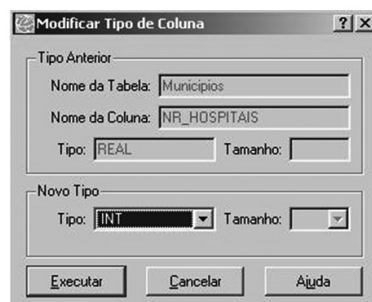 Modificar Tipo de Coluna
Tipo Anterior
Nome da Tabela: Municipios
Nome da Coluna: NR_HOSPITAIS
Tipo: REAL Tamanho:
Novo Tipo
Tipo: INT Tamanho:
Executar Cancelar Ajuda